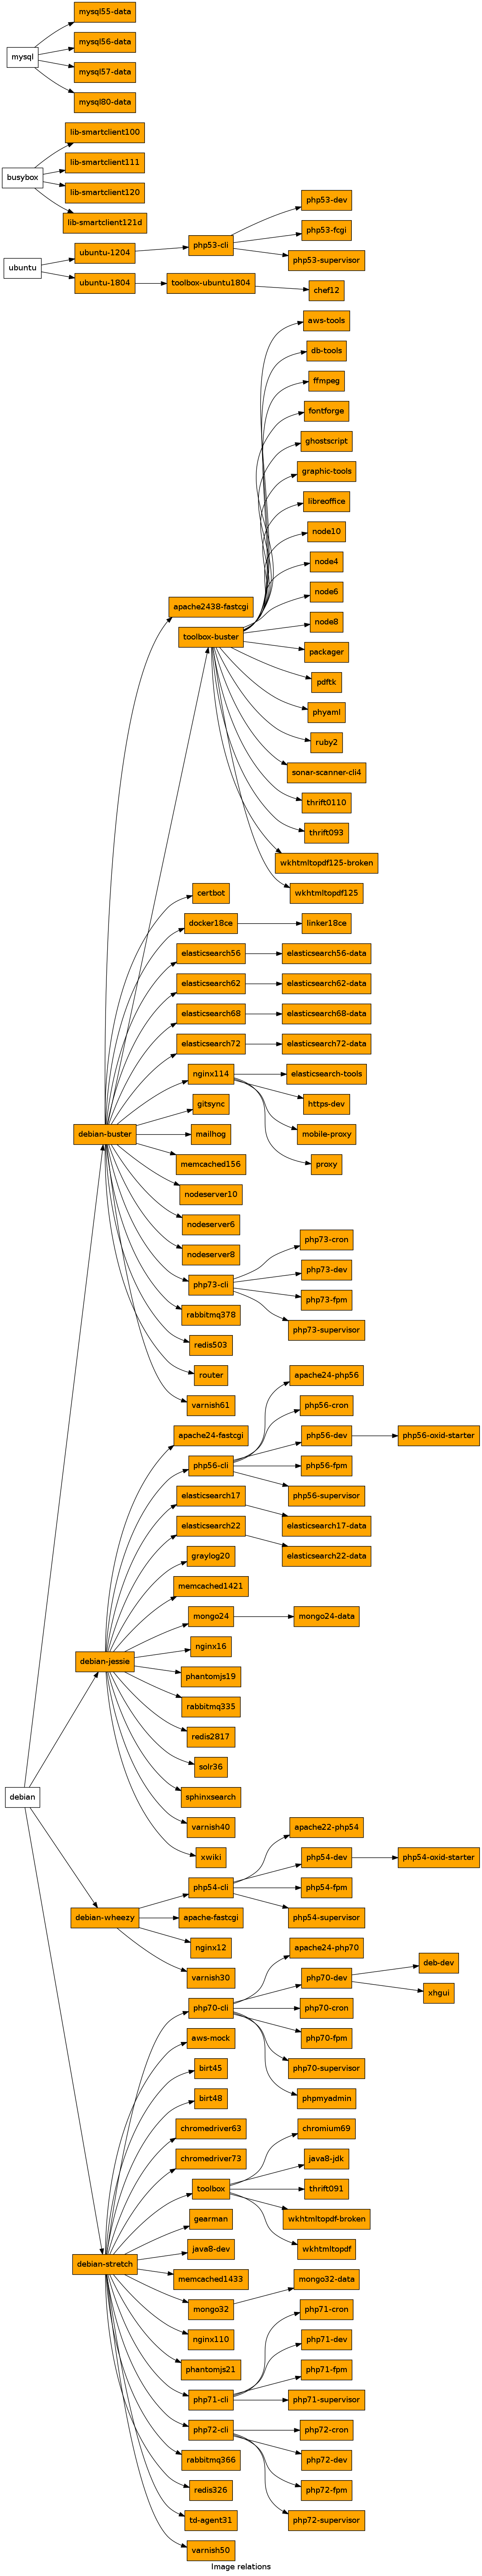 mysql55-data
mysql56-data
mysql
mysql57-data
mysql80-data
lib-smartclient100
lib-smartclient111
busybox
lib-smartclient120
lib-smartclient121d
php53-dev
php53-fcgi
php53-cli
ubuntu-1204
php53-supervisor
ubuntu
ubuntu-1804
toolbox-ubuntu1804
chef12
aws-tools
db-tools
ffmpeg
fontforge
ghostscript
graphic-tools
libreoffice
node10
node4
node6
apache2438-fastcgi
node8
toolbox-buster
packager
pdftk
phyaml
ruby2
sonar-scanner-cli4
thrift0110
thrift093
wkhtmltopdf125-broken
certbot
wkhtmltopdf125
docker18ce
linker18ce
elasticsearch56
elasticsearch56-data
elasticsearch62
elasticsearch62-data
elasticsearch68
elasticsearch68-data
elasticsearch72
elasticsearch72-data
nginx114
elasticsearch-tools
gitsync
https-dev
debian-buster
mailhog
mobile-proxy
memcached156
proxy
nodeserver10
nodeserver6
php73-cron
nodeserver8
php73-dev
php73-cli
php73-fpm
rabbitmq378
php73-supervisor
redis503
router
apache24-php56
varnish61
php56-cron
apache24-fastcgi
php56-dev
php56-oxid-starter
php56-cli
php56-fpm
elasticsearch17
php56-supervisor
elasticsearch22
elasticsearch17-data
graylog20
elasticsearch22-data
memcached1421
mongo24
mongo24-data
nginx16
debian-jessie
phantomjs19
rabbitmq335
redis2817
solr36
debian
sphinxsearch
varnish40
apache22-php54
xwiki
php54-dev
php54-oxid-starter
php54-cli
php54-fpm
debian-wheezy
apache-fastcgi
php54-supervisor
nginx12
apache24-php70
deb-dev
varnish30
php70-dev
xhgui
php70-cli
php70-cron
aws-mock
php70-fpm
birt45
php70-supervisor
birt48
phpmyadmin
chromedriver63
chromium69
chromedriver73
java8-jdk
toolbox
thrift091
gearman
wkhtmltopdf-broken
java8-dev
wkhtmltopdf
debian-stretch
memcached1433
mongo32-data
mongo32
php71-cron
nginx110
php71-dev
phantomjs21
php71-fpm
php71-cli
php71-supervisor
php72-cli
php72-cron
rabbitmq366
php72-dev
redis326
php72-fpm
td-agent31
php72-supervisor
varnish50
Image relations